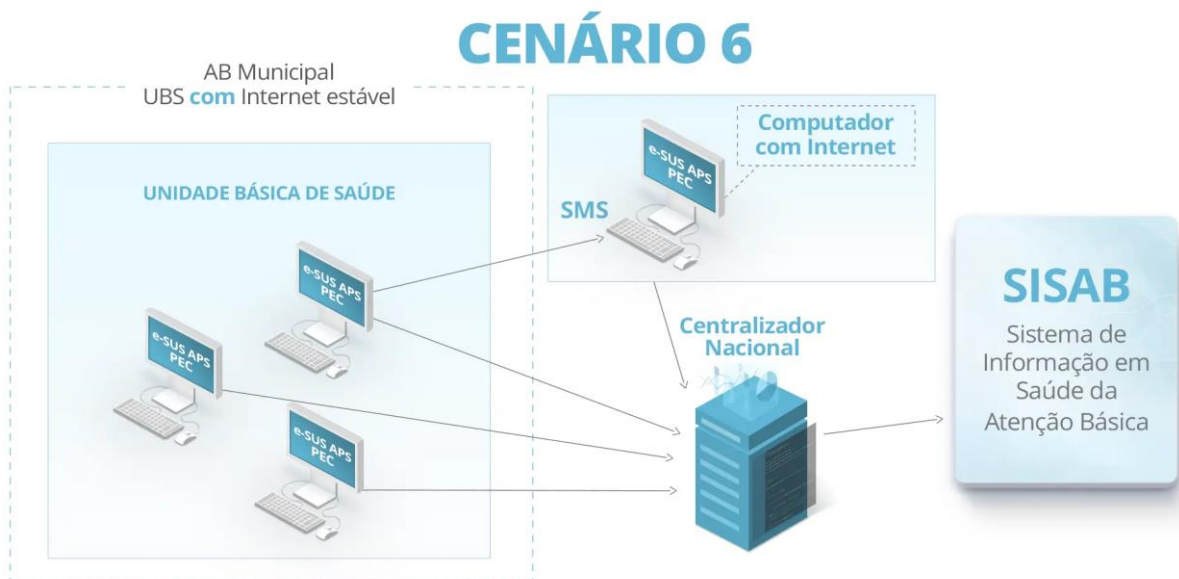 CENÁRIO 6
AB Municipal
UBS com Internet estável
UNIDADE BÁSICA DE SAÚDE
e-SUS APS
PEC
e-SUS APS
PEC
e-SUS APS
PEC
SMS
e-SUS APS
PEC
Computador
com Internet
Centralizador
Nacional
SISAB
Sistema de
Informação em
Saúde da
Atenção Básica